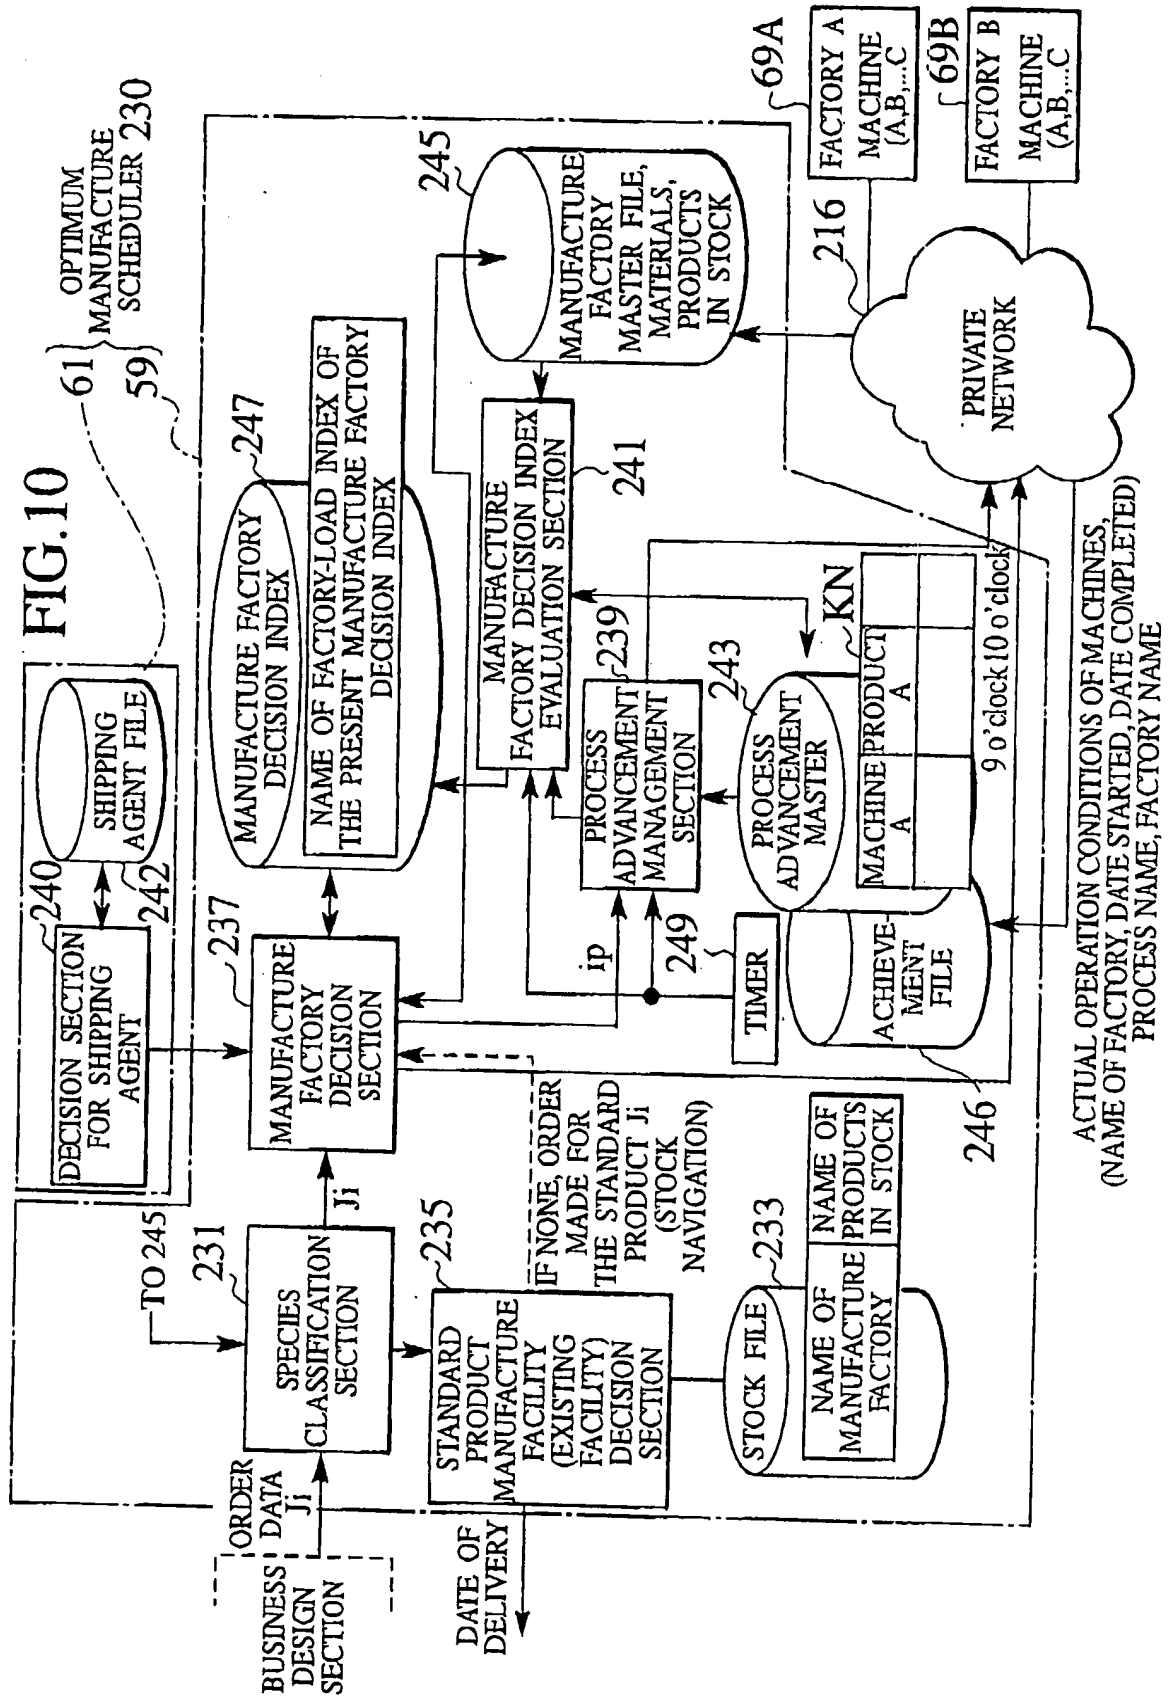 FIG.10
61
59
OPTIMUM
MANUFACTURE
SCHEDULER 230
240
DECISION SECTION
FOR SHIPPING
AGENT
SHIPPING
AGENT FILE
242
TO 245
231
SPECIES
CLASSIFICATION
SECTION
BUSINESS
DESIGN
SECTION
ORDER
DATA
Ji
Ji
237
MANUFACTURE
FACTORY
DECISION
SECTION
247
MANUFACTURE FACTORY
DECISION INDEX
NAME OF FACTORY-LOAD INDEX OF
THE PRESENT MANUFACTURE FACTORY
DECISION INDEX
245
MANUFACTURE
FACTORY
MASTER FILE,
MATERIALS,
PRODUCTS
IN STOCK
MANUFACTURE
FACTORY DECISION INDEX
EVALUATION SECTION
241
235
STANDARD
PRODUCT
MANUFACTURE
FACILITY
(EXISTING
FACILITY)
DECISION
SECTION
DATE OF
DELIVERY
IF NONE, ORDER
MADE FOR
THE STANDARD
PRODUCT Ji
(STOCK
NAVIGATION)
ip
239
PROCESS
ADVANCEMENT
MANAGEMENT
SECTION
249
TIMER
243
PROCESS
ADVANCEMENT
MASTER
KN
MACHINE
A
PRODUCT
A
9 o'clock
10 o'clock
ACHIEVE-
MENT
FILE
246
233
STOCK FILE
NAME OF
MANUFACTURE
FACTORY
NAME OF
PRODUCTS
IN STOCK
216
PRIVATE
NETWORK
69A
FACTORY A
MACHINE
(A,B,...C
69B
FACTORY B
MACHINE
(A,B,...C
ACTUAL OPERATION CONDITIONS OF MACHINES,
(NAME OF FACTORY, DATE STARTED, DATE COMPLETED)
PROCESS NAME, FACTORY NAME